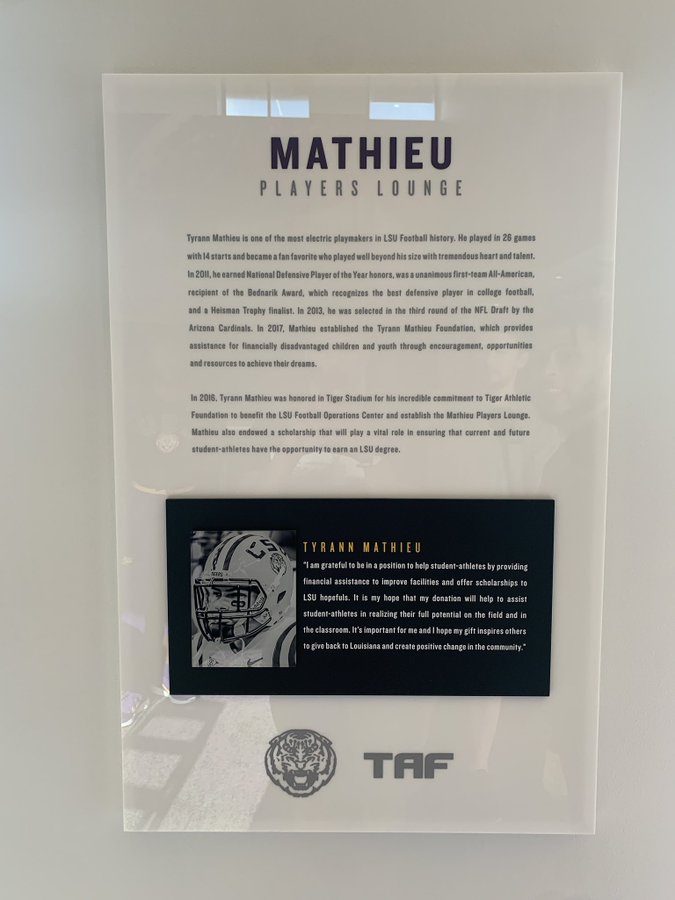 MATHIEU
PLAYERS LOUNGE
Tyrann Mathieu is one of the most electric playmakers in LSU Football history. He played in 26 games
with 14 starts and became a fan favorite who played well beyond his size with tremendous heart and talent.
In 2011, he earned National Defensive Player of the Year honors, was a unanimous first-team All-American,
recipient of the Bednarik Award, which recognizes the best defensive player in college football,
and a Heisman Trophy finalist. In 2013, he was selected in the third round of the NFL Draft by the
Arizona Cardinals. In 2017, Mathieu established the Tyrann Mathieu Foundation, which provides
assistance for financially disadvantaged children and youth through encouragement, opportunities
and resources to achieve their dreams.
In 2016, Tyrann Mathieu was honored in Tiger Stadium for his incredible commitment to Tiger Athletic
Foundation to benefit the LSU Football Operations Center and establish the Mathieu Players Lounge.
Mathieu also endowed a scholarship that will play a vital role in ensuring that current and future
student-athletes have the opportunity to earn an LSU degree.
TYRANN MATHIEU
"I am grateful to be in a position to help student-athletes by providing
financial assistance to improve facilities and offer scholarships to
LSU hopefuls. It is my hope that my donation will help to assist
student-athletes in realizing their full potential on the field and in
the classroom. It's important for me and I hope my gift inspires others
to give back to Louisiana and create positive change in the community."
TAF